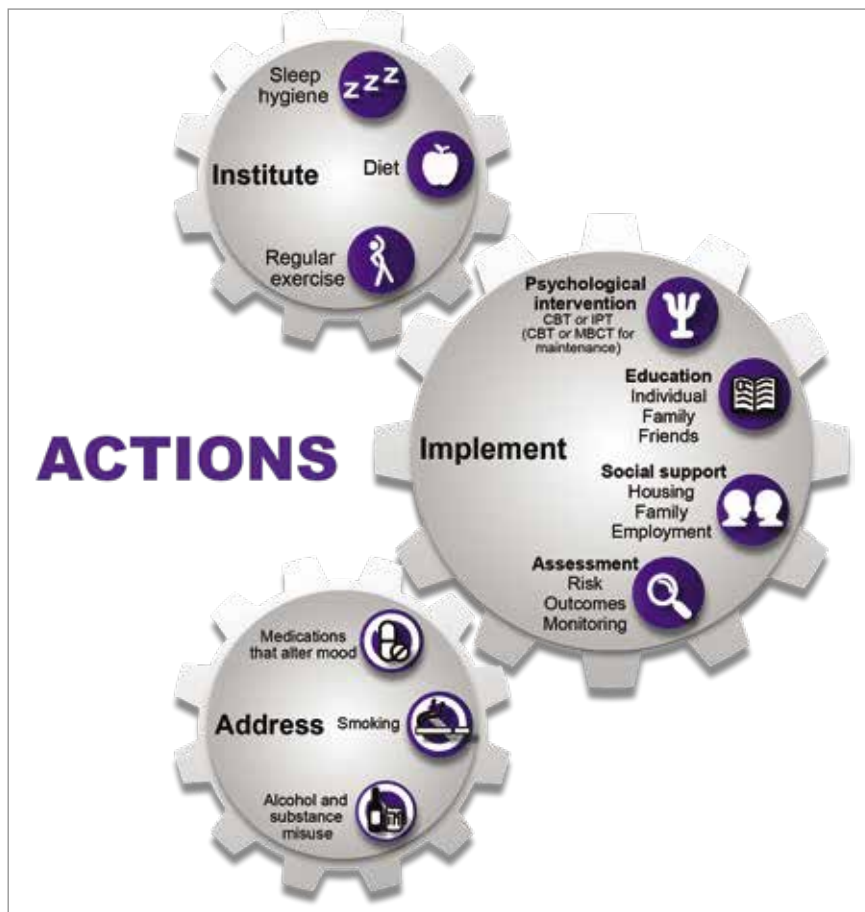 Sleep
hygiene
z z z
Institute
Diet
Regular
exercise
Psychological
intervention
CBT or IPT
(CBT or MBCT for
maintenance)
Education
Individual
Family
Friends
ACTIONS
Implement
Social support
Housing
Family
Employment
Assessment
Risk
Outcomes
Monitoring
Medications
that alter mood
Address
Smoking
Alcohol and
substance
misuse